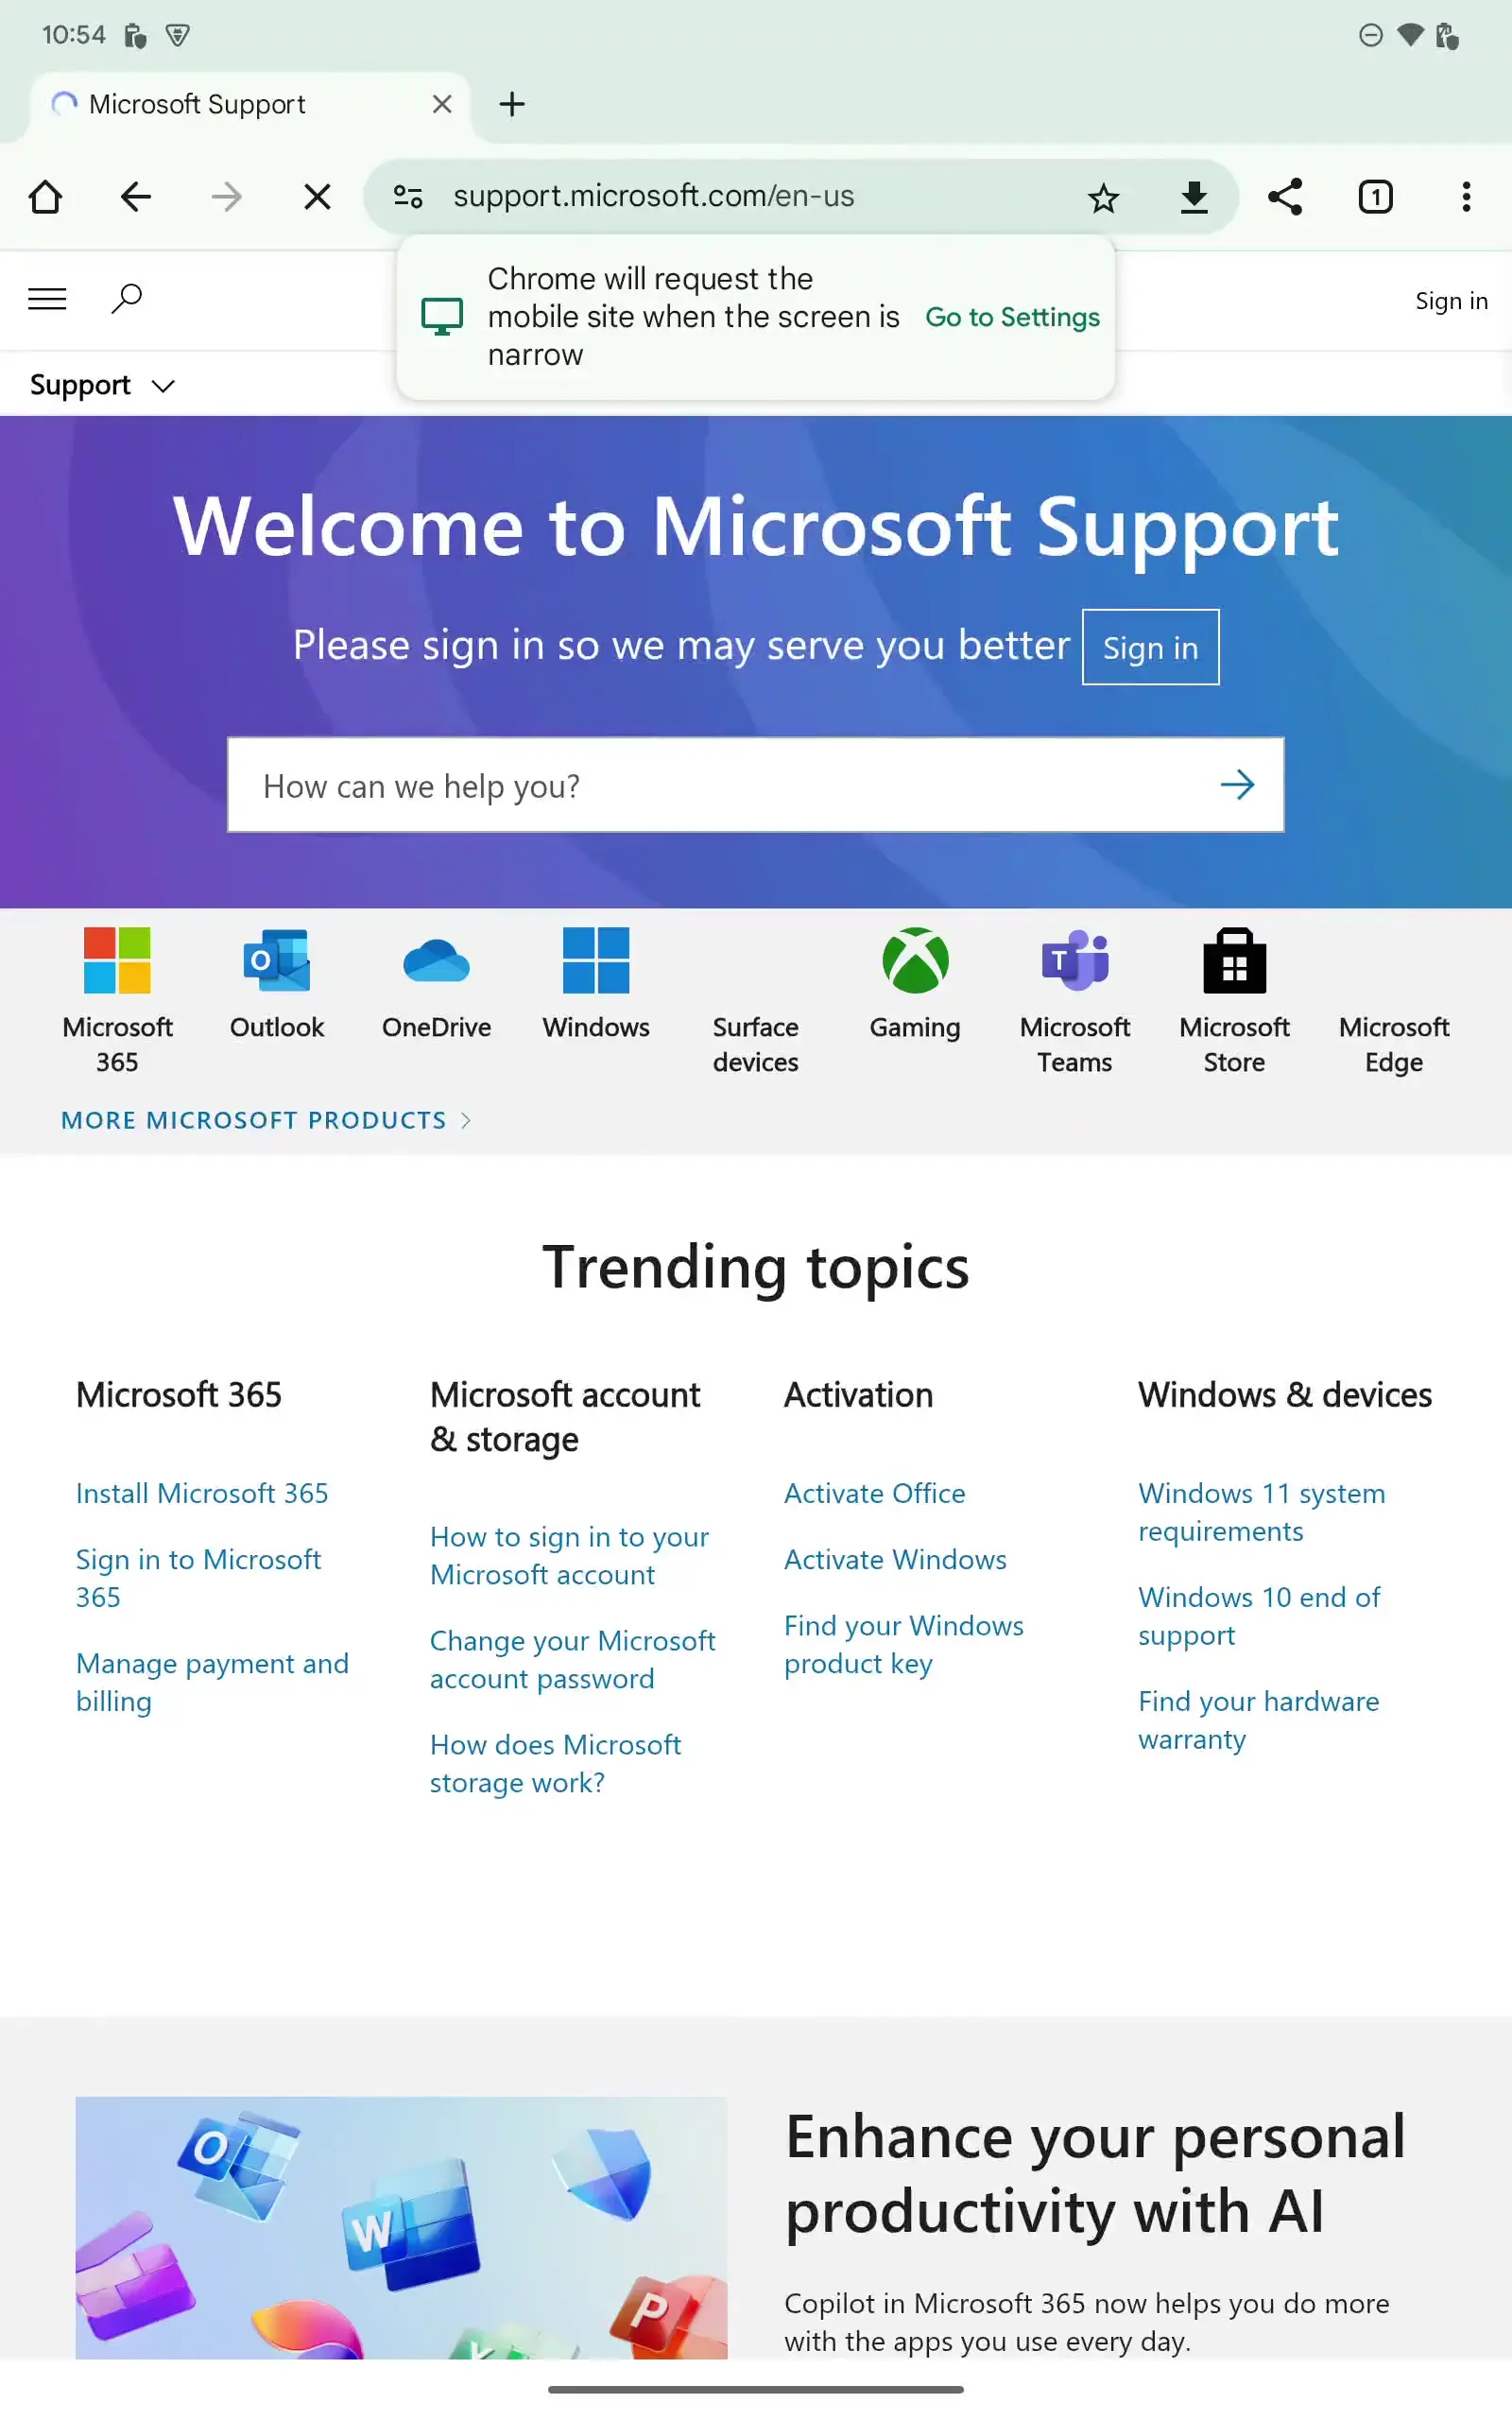 10:54
Microsoft Support
support.microsoft.com/en-us
1
Chrome will request the
mobile site when the screen is
narrow
Go to Settings
Sign in
Support
Welcome to Microsoft Support
Please sign in so we may serve you better
Sign in
How can we help you?
Microsoft
365
Outlook
OneDrive
Windows
Surface
devices
Gaming
Microsoft
Teams
Microsoft
Store
Microsoft
Edge
MORE MICROSOFT PRODUCTS
Trending topics
Microsoft 365
Install Microsoft 365
Sign in to Microsoft
365
Manage payment and
billing
Microsoft account
& storage
How to sign in to your
Microsoft account
Change your Microsoft
account password
How does Microsoft
storage work?
Activation
Activate Office
Activate Windows
Find your Windows
product key
Windows & devices
Windows 11 system
requirements
Windows 10 end of
support
Find your hardware
warranty
Enhance your personal
productivity with AI
Copilot in Microsoft 365 now helps you do more
with the apps you use every day.